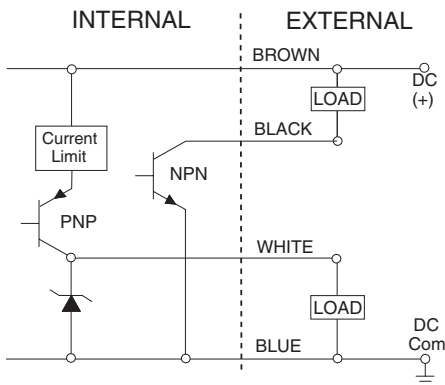 INTERNAL EXTERNAL
BROWN
DC
(+)
LOAD
BLACK
Current
Limit
NPN
PNP
WHITE
LOAD
DC
Com
BLUE